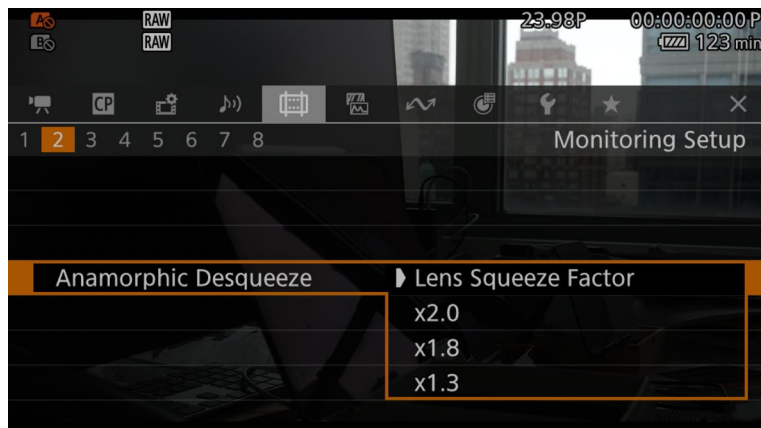 A RAW 23.98P 00:00:00:00 P
B RAW 123 min
CP
1 2 3 4 5 6 7 8 Monitoring Setup
Anamorphic Desqueeze Lens Squeeze Factor
x2.0
x1.8
x1.3